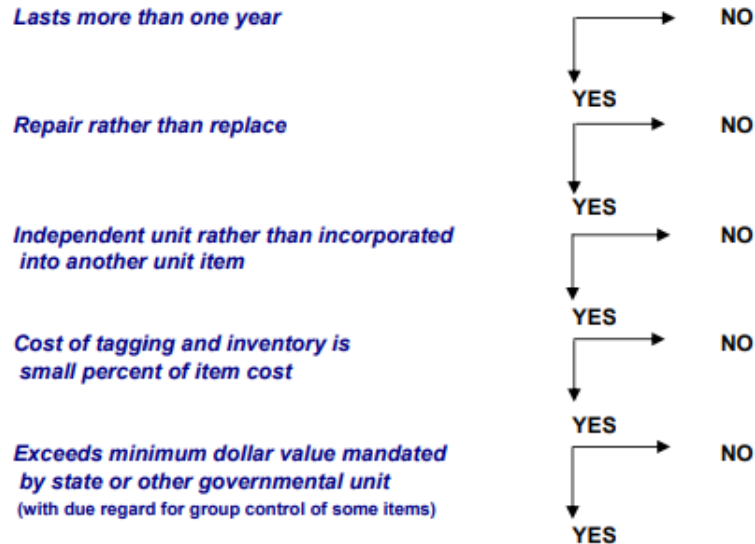 Lasts more than one year NO
YES
Repair rather than replace NO
YES
Independent unit rather than incorporated NO
into another unit item
YES
Cost of tagging and inventory is NO
small percent of item cost
YES
Exceeds minimum dollar value mandated NO
by state or other governmental unit
(with due regard for group control of some items)
YES